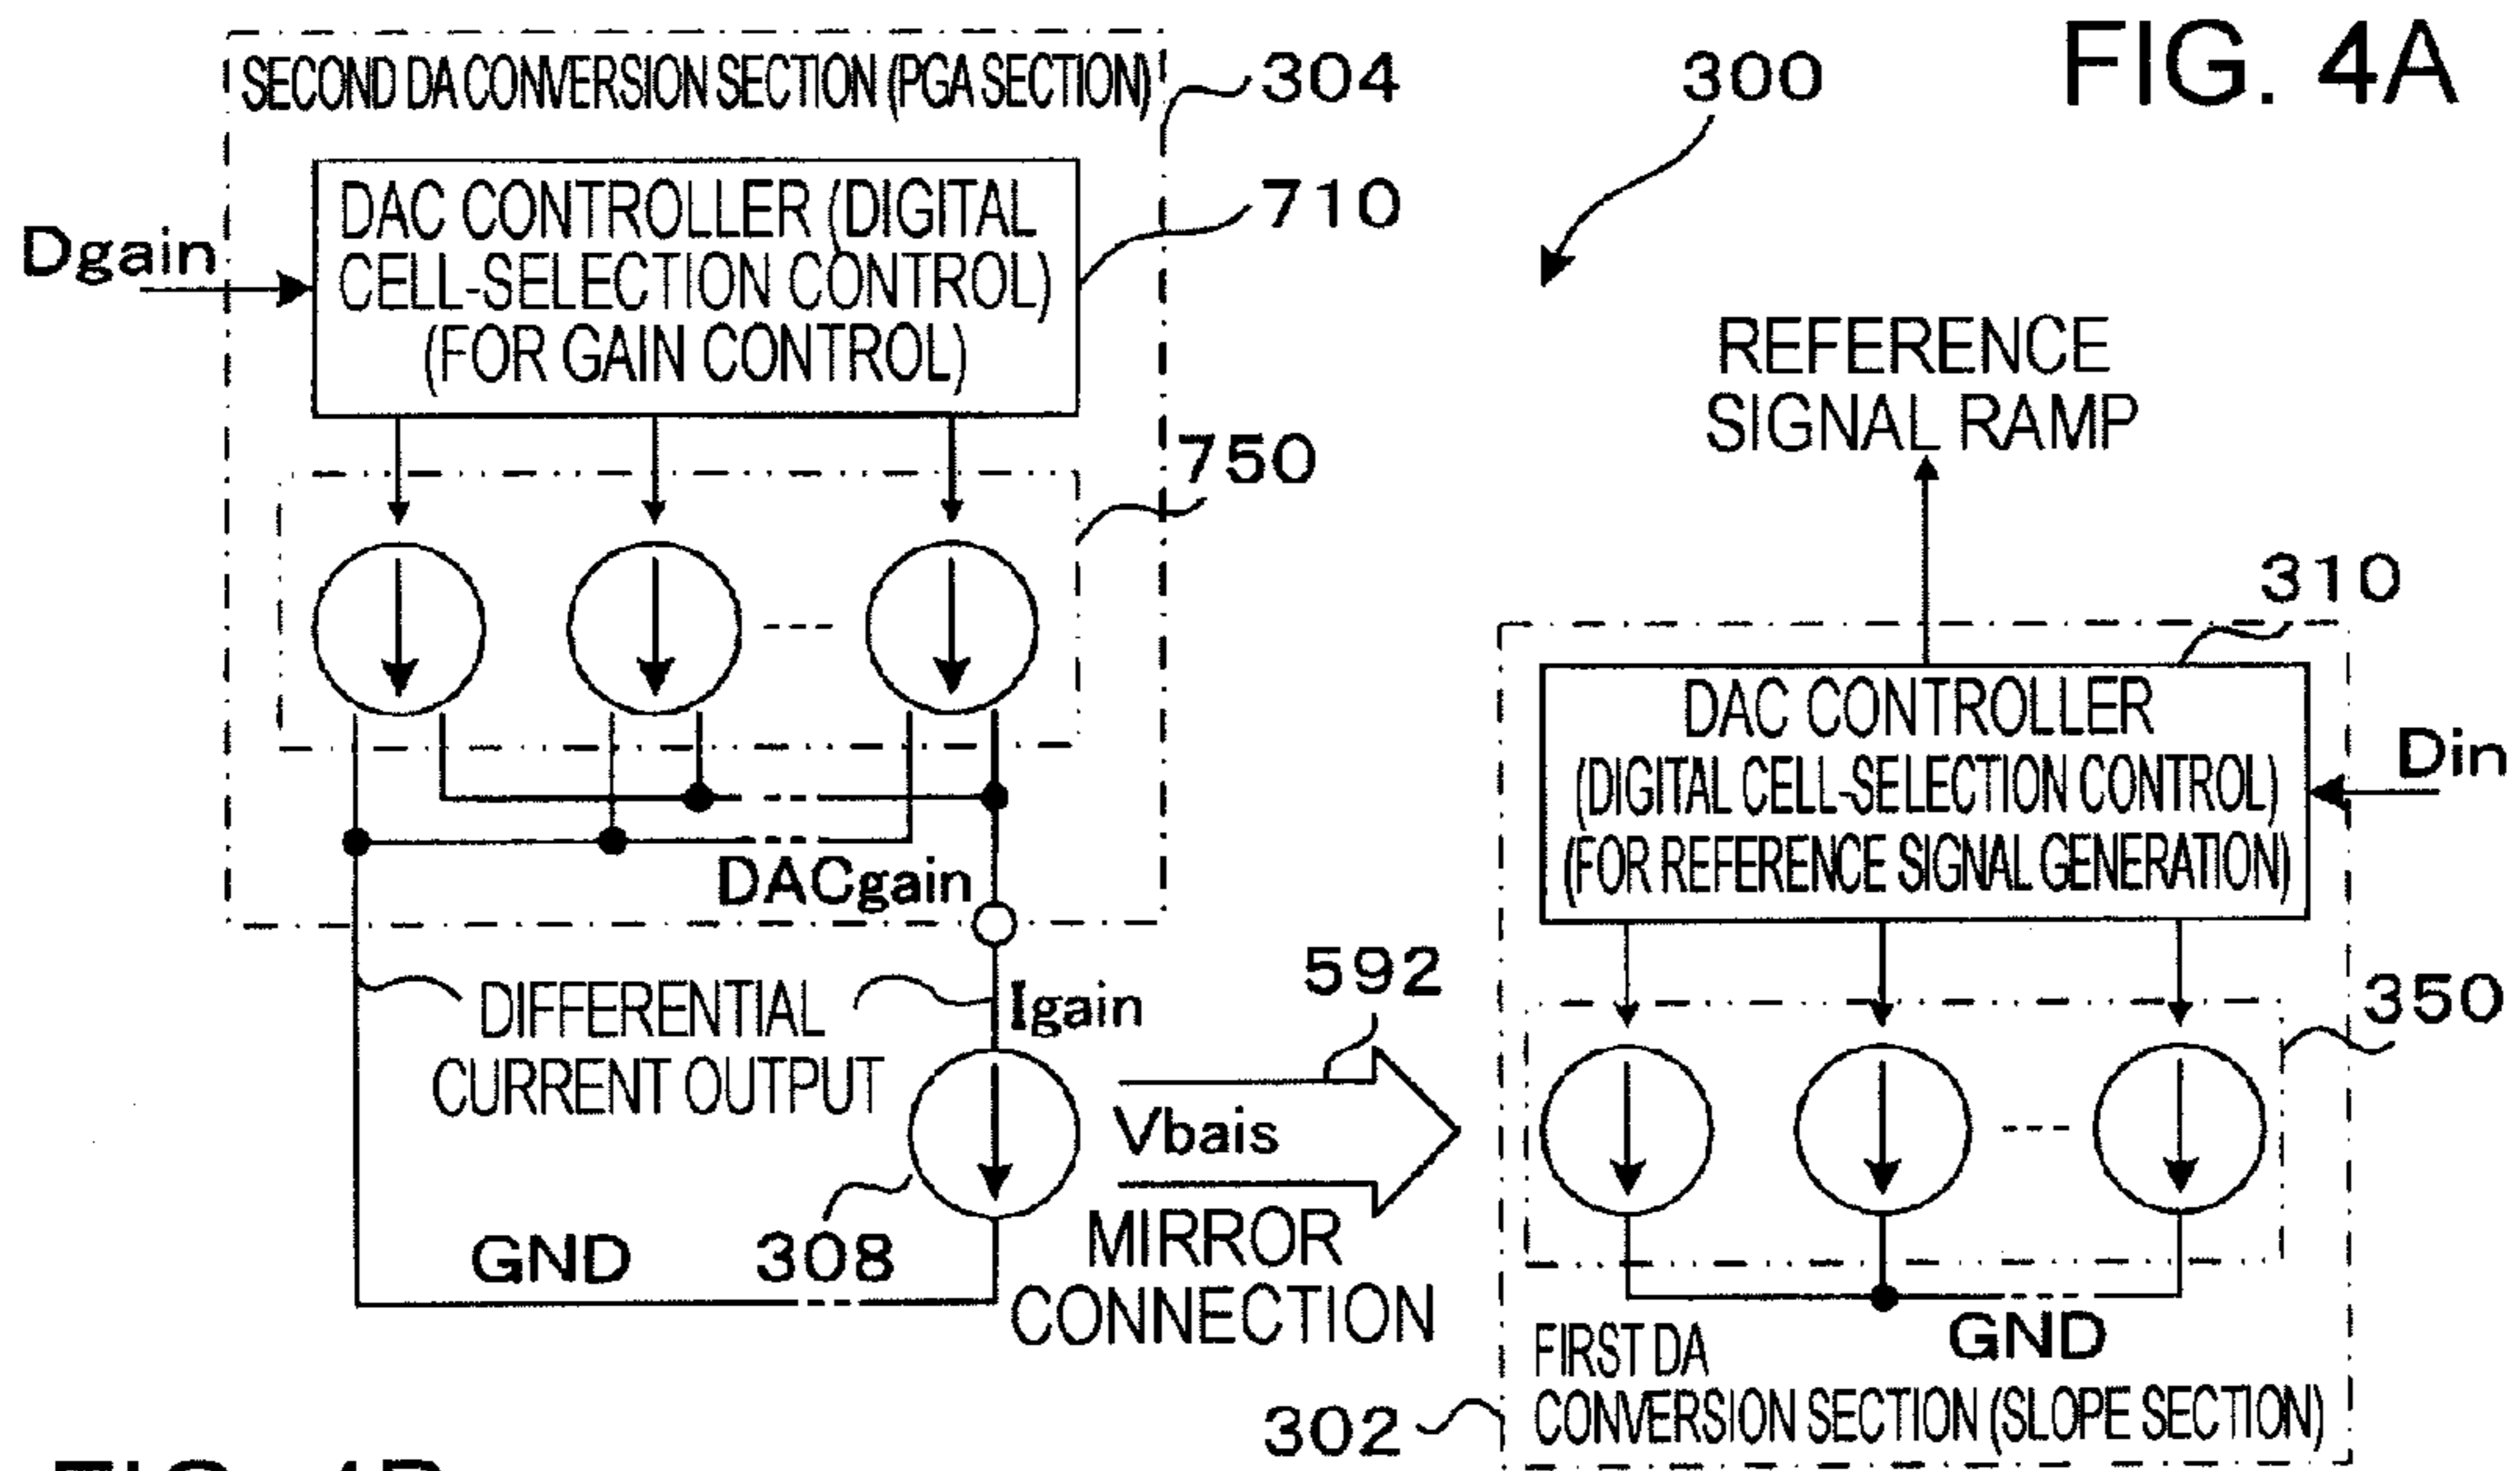 FIG. 4A
300
SECOND DA CONVERSION SECTION (PGA SECTION)
304
DAC CONTROLLER (DIGITAL
CELL-SELECTION CONTROL)
(FOR GAIN CONTROL)
710
Dgain
750
DACgain
DIFFERENTIAL
CURRENT OUTPUT
Igain
308
GND
592
Vbais
MIRROR
CONNECTION
REFERENCE
SIGNAL RAMP
310
DAC CONTROLLER
(DIGITAL CELL-SELECTION CONTROL)
(FOR REFERENCE SIGNAL GENERATION)
Din
350
GND
FIRST DA
CONVERSION SECTION (SLOPE SECTION)
302